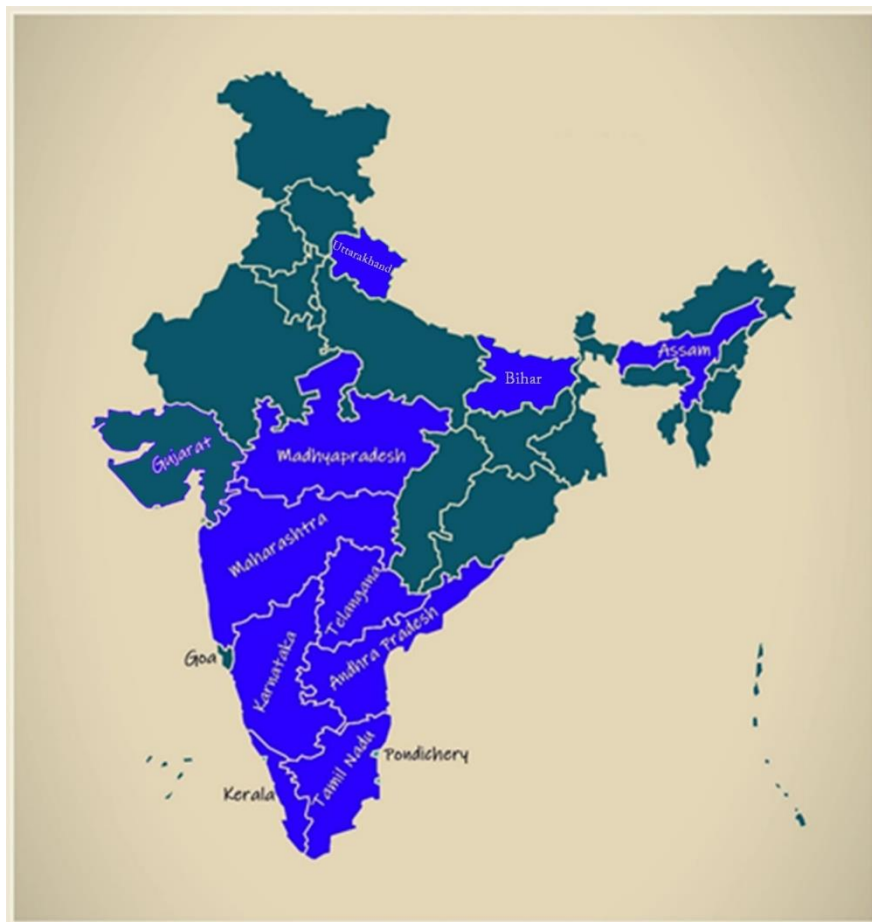 Uttarakhand
Assam
Bihar
Gujarat
Madhyapradesh
Maharashtra
Telangana
Andhra Pradesh
Goa
Karnataka
Pondichery
Tamil Nadu
Kerala